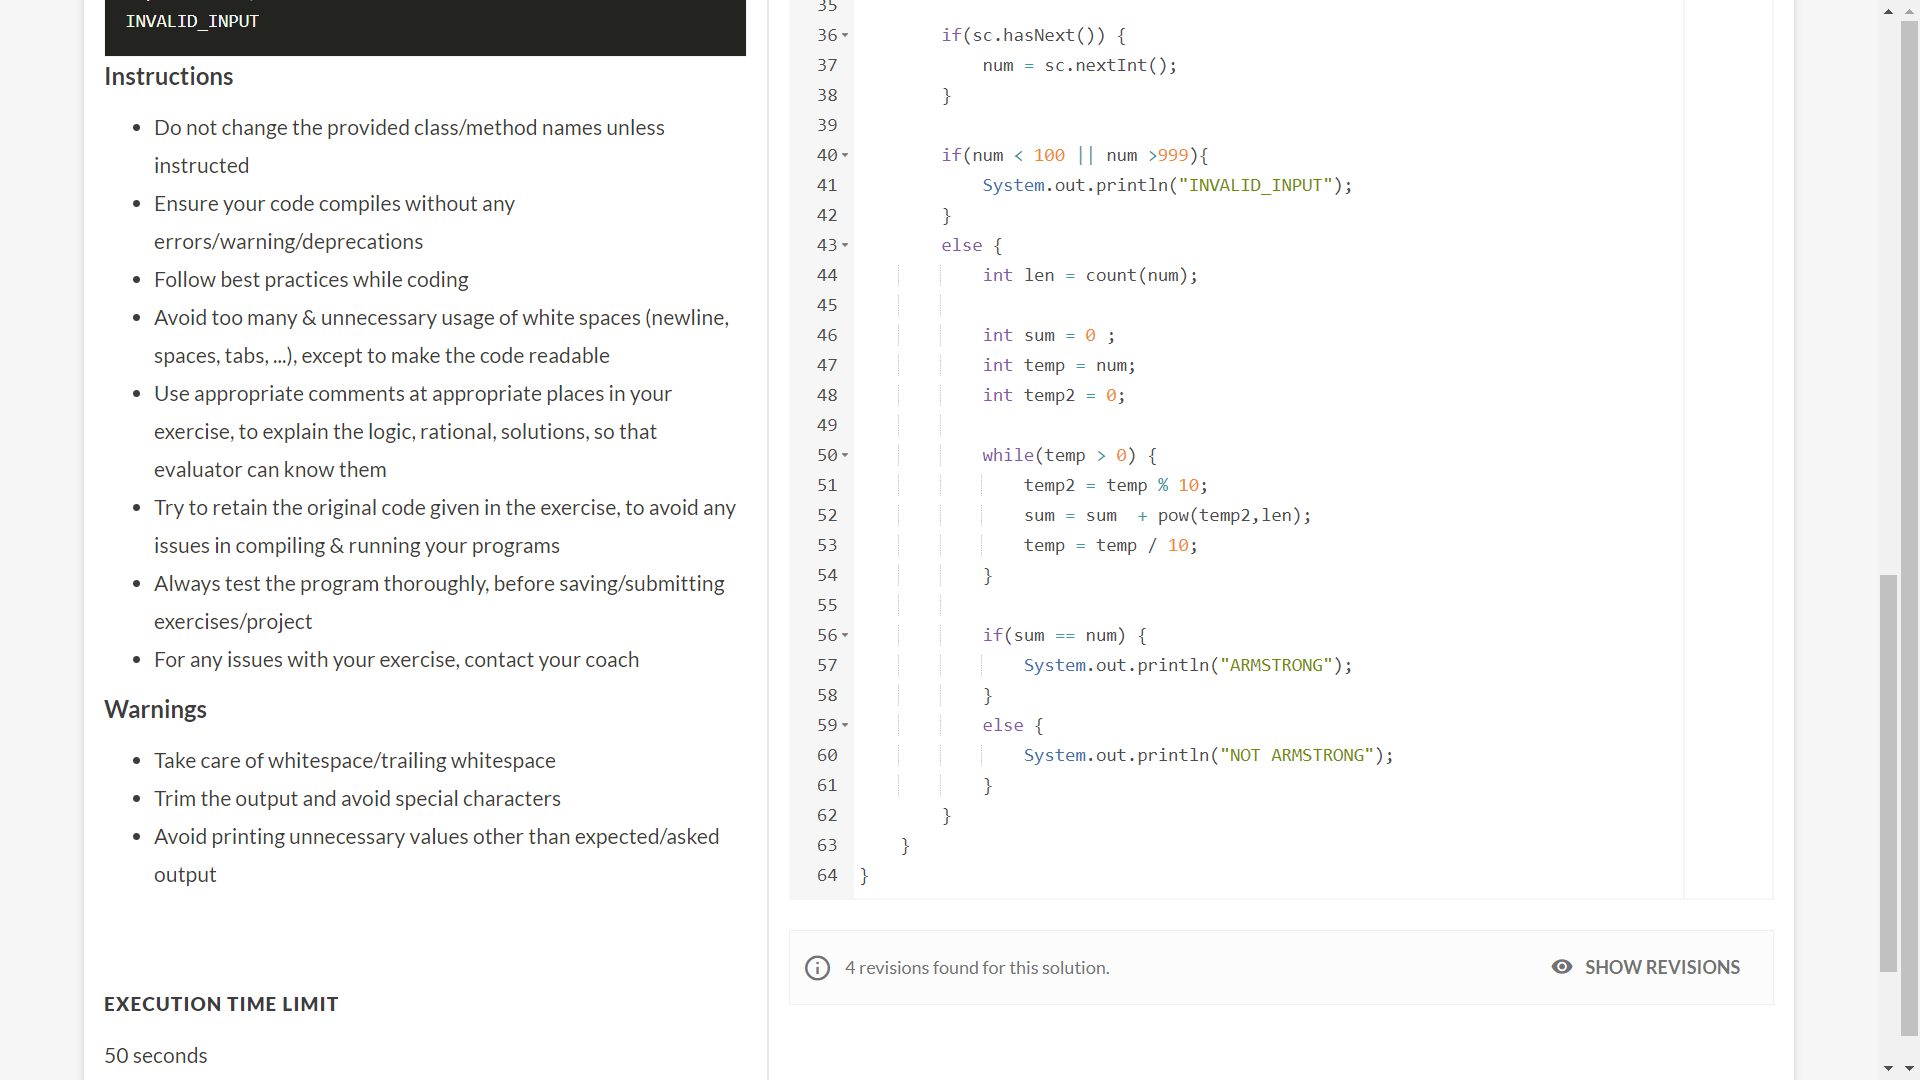 INVALID_INPUT
Instructions
Do not change the provided class/method names unless
instructed
Ensure your code compiles without any
errors/warning/deprecations
Follow best practices while coding
Avoid too many & unnecessary usage of white spaces (newline,
spaces, tabs, ...), except to make the code readable
Use appropriate comments at appropriate places in your
exercise, to explain the logic, rational, solutions, so that
evaluator can know them
Try to retain the original code given in the exercise, to avoid any
issues in compiling & running your programs
Always test the program thoroughly, before saving/submitting
exercises/project
For any issues with your exercise, contact your coach
Warnings
Take care of whitespace/trailing whitespace
Trim the output and avoid special characters
Avoid printing unnecessary values other than expected/asked
output
EXECUTION TIME LIMIT
50 seconds
35
36 if(sc.hasNext()) {
37 num = sc.nextInt();
38 }
39
40 if(num < 100 || num >999){
41 System.out.println("INVALID_INPUT");
42 }
43 else {
44 int len = count(num);
45
46 int sum = 0 ;
47 int temp = num;
48 int temp2 = 0;
49
50 while(temp > 0) {
51 temp2 = temp % 10;
52 sum = sum  + pow(temp2,len);
53 temp = temp / 10;
54 }
55
56 if(sum == num) {
57 System.out.println("ARMSTRONG");
58 }
59 else {
60 System.out.println("NOT ARMSTRONG");
61 }
62 }
63 }
64 }
4 revisions found for this solution.
SHOW REVISIONS